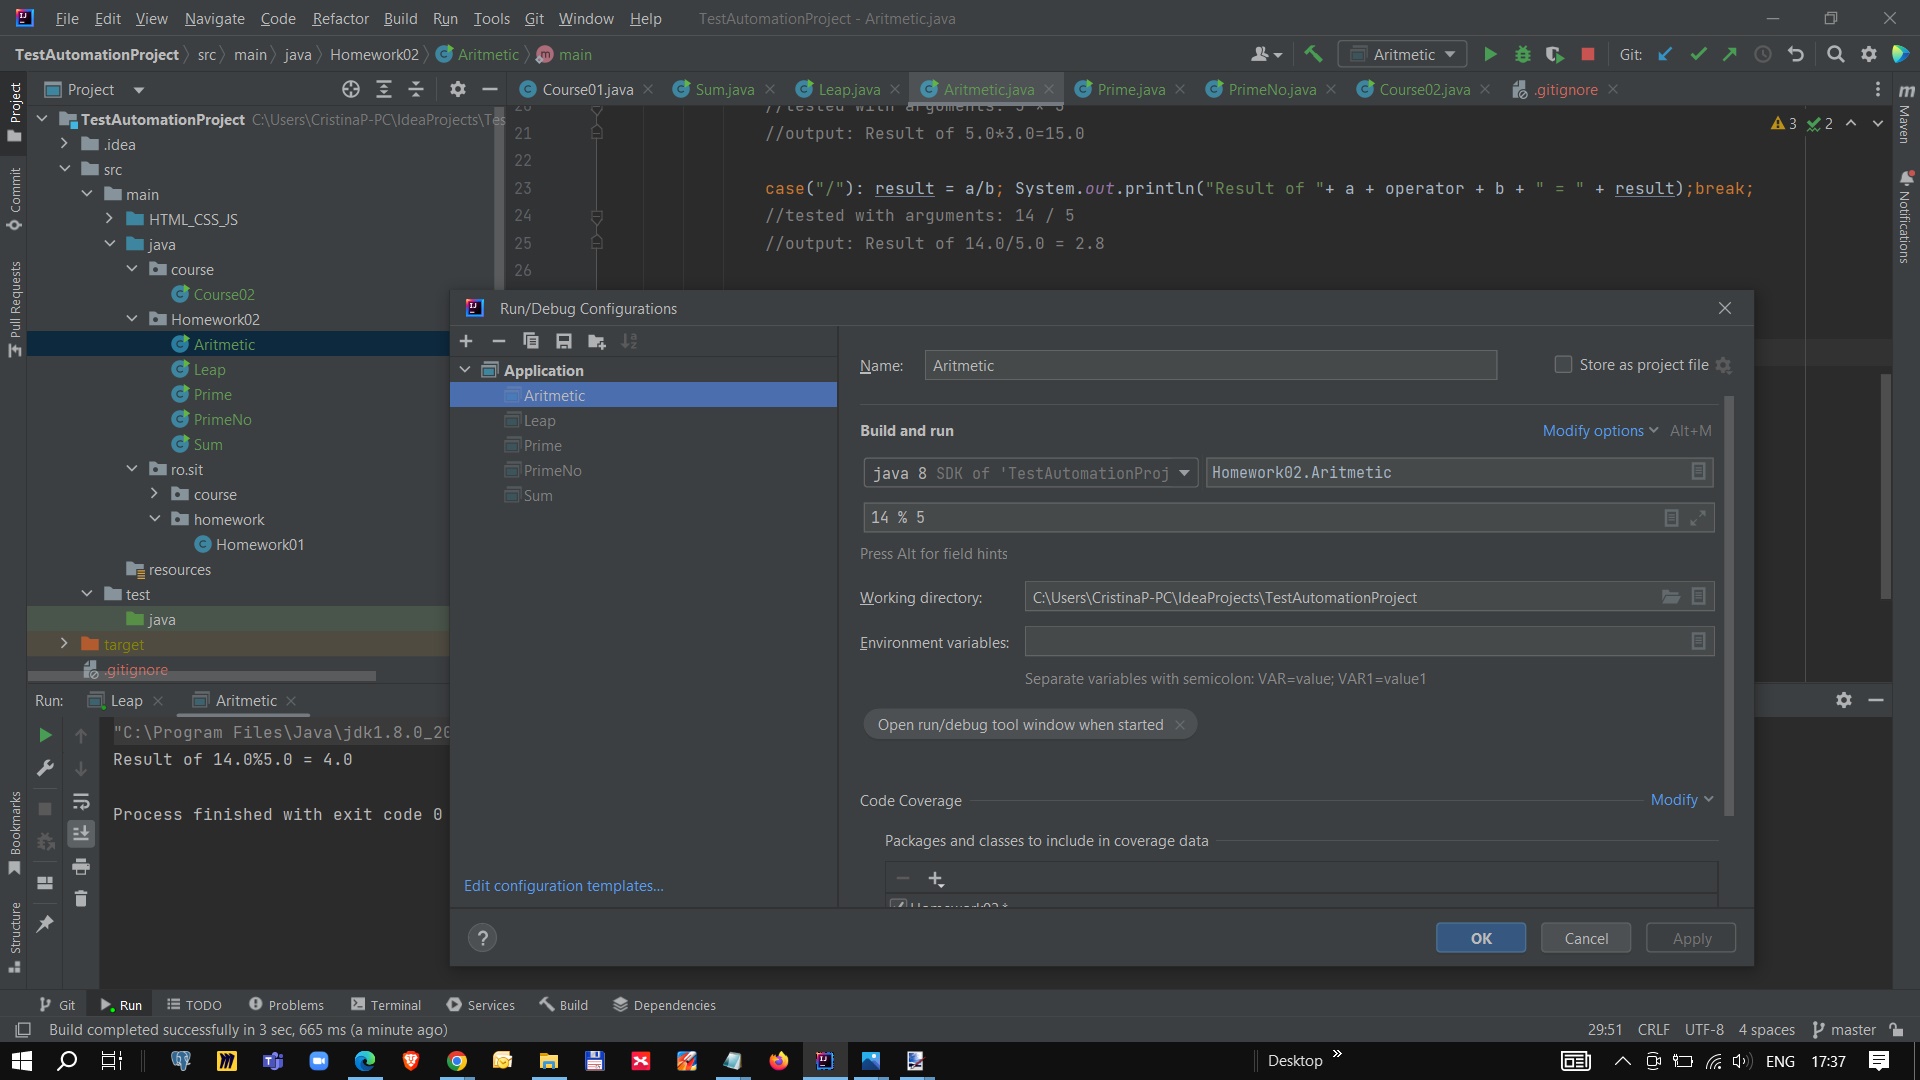 File Edit View Navigate Code Refactor Build Run Tools Git Window Help TestAutomationProject - Aritmetic.java
TestAutomationProject src main java Homework02 Aritmetic main
Aritmetic
Git:
Project
Course01.java Sum.java Leap.java Aritmetic.java Prime.java PrimeNo.java Course02.java .gitignore
Project
Commit
Pull Requests
Bookmarks
Structure
Maven
Notifications
TestAutomationProject C:\Users\CristinaP-PC\IdeaProjects\Tes
.idea
src
main
HTML_CSS_JS
java
course
Course02
Homework02
Aritmetic
Leap
Prime
PrimeNo
Sum
ro.sit
course
homework
Homework01
resources
test
java
target
.gitignore
20 //tested with arguments: 5 * 3
21 //output: Result of 5.0*3.0=15.0
22
23 case("/"): result = a/b; System.out.println("Result of "+ a + operator + b + " = " + result);break;
24 //tested with arguments: 14 / 5
25 //output: Result of 14.0/5.0 = 2.8
26
3 2
Run/Debug Configurations
Application
Aritmetic
Leap
Prime
PrimeNo
Sum
Edit configuration templates...
Name: Aritmetic Store as project file
Build and run Modify options Alt+M
java 8 SDK of 'TestAutomationProj Homework02.Aritmetic
14 % 5
Press Alt for field hints
Working directory: C:\Users\CristinaP-PC\IdeaProjects\TestAutomationProject
Environment variables:
Separate variables with semicolon: VAR=value; VAR1=value1
Open run/debug tool window when started
Code Coverage Modify
Packages and classes to include in coverage data
Homework02.*
? OK Cancel Apply
Run: Leap Aritmetic
"C:\Program Files\Java\jdk1.8.0_20
Result of 14.0%5.0 = 4.0
Process finished with exit code 0
Git Run TODO Problems Terminal Services Build Dependencies
Build completed successfully in 3 sec, 665 ms (a minute ago) 29:51 CRLF UTF-8 4 spaces master
Desktop » ENG 17:37